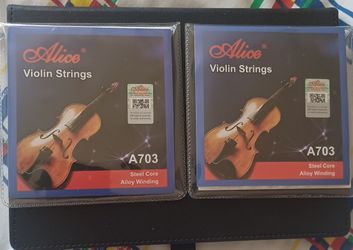 Alice®
Violin Strings
A703
Steel Core
Alloy Winding
Alice®
Violin Strings
A703
Steel Core
Alloy Winding